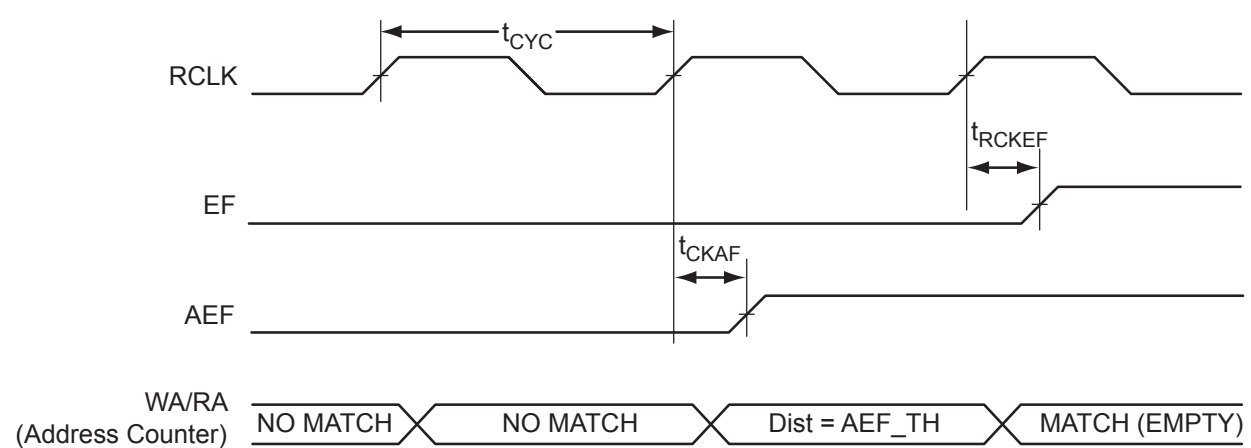 tCYC
RCLK
tRCKEF
EF
tCKAF
AEF
WA/RA
(Address Counter)
NO MATCH
NO MATCH
Dist = AEF_TH
MATCH (EMPTY)